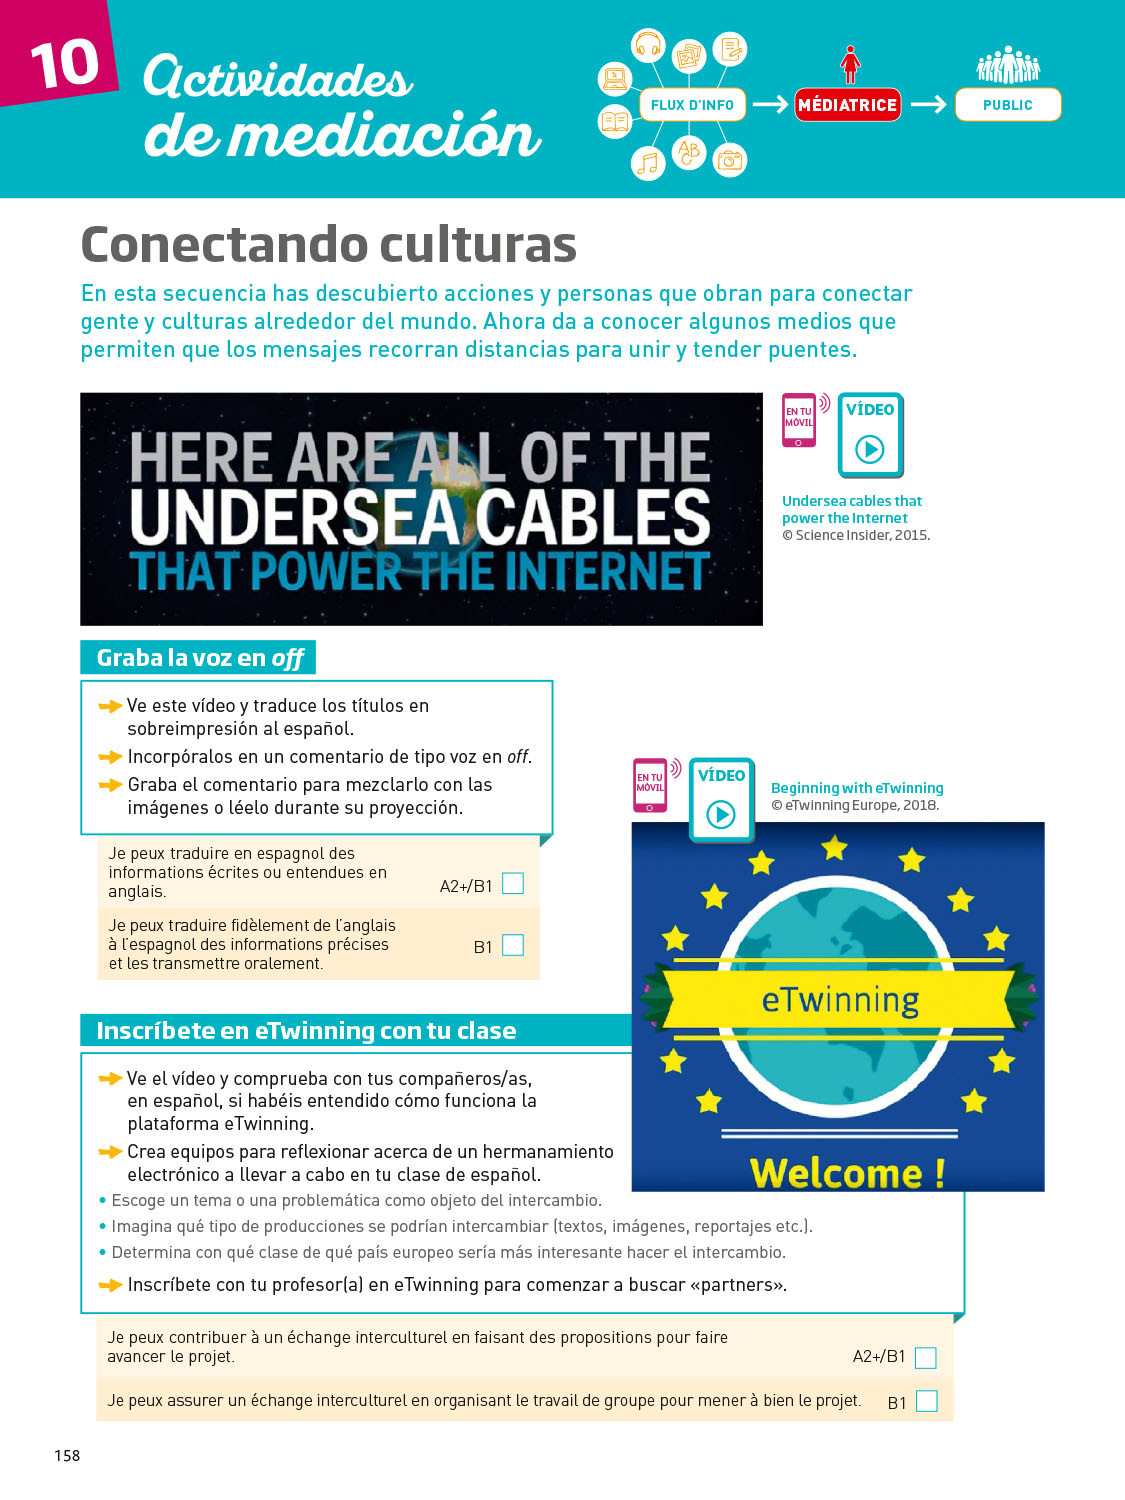 10
Actividades
de mediación
FLUX D'INFO
MÉDIATRICE
PUBLIC
AB
C
Conectando culturas
En esta secuencia has descubierto acciones y personas que obran para conectar
gente y culturas alrededor del mundo. Ahora da a conocer algunos medios que
permiten que los mensajes recorran distancias para unir y tender puentes.
HERE ARE ALL OF THE
UNDERSEA CABLES
THAT POWER THE INTERNET
EN TU
MÓVIL
VÍDEO
Undersea cables that
power the Internet
© Science Insider, 2015.
Graba la voz en off
Ve este vídeo y traduce los títulos en
sobreimpresión al español.
Incorpóralos en un comentario de tipo voz en off.
Graba el comentario para mezclarlo con las
imágenes o léelo durante su proyección.
Je peux traduire en espagnol des
informations écrites ou entendues en
anglais.
A2+/B1
Je peux traduire fidèlement de l'anglais
à l'espagnol des informations précises
et les transmettre oralement.
B1
EN TU
MÓVIL
VÍDEO
Beginning with eTwinning
© eTwinning Europe, 2018.
eTwinning
Welcome !
Inscríbete en eTwinning con tu clase
Ve el vídeo y comprueba con tus compañeros/as,
en español, si habéis entendido cómo funciona la
plataforma eTwinning.
Crea equipos para reflexionar acerca de un hermanamiento
electrónico a llevar a cabo en tu clase de español.
• Escoge un tema o una problemática como objeto del intercambio.
• Imagina qué tipo de producciones se podrían intercambiar (textos, imágenes, reportajes etc.).
• Determina con qué clase de qué país europeo sería más interesante hacer el intercambio.
Inscríbete con tu profesor(a) en eTwinning para comenzar a buscar «partners».
Je peux contribuer à un échange interculturel en faisant des propositions pour faire
avancer le projet.
A2+/B1
Je peux assurer un échange interculturel en organisant le travail de groupe pour mener à bien le projet.
B1
158